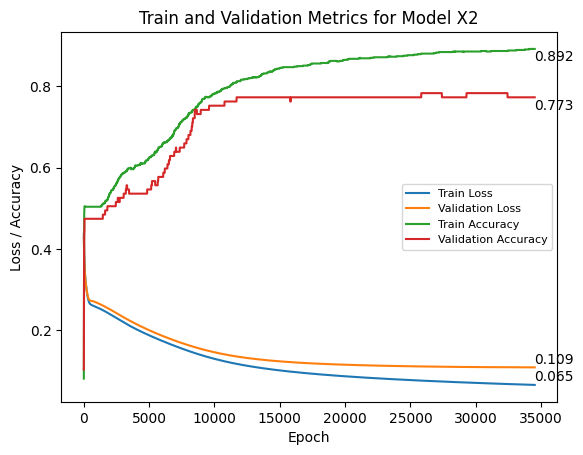 Train and Validation Metrics for Model X2
Loss / Accuracy
0.8
0.6
0.4
0.2
0.892
0.773
Train Loss
Validation Loss
Train Accuracy
Validation Accuracy
0.109
0.065
0 5000 10000 15000 20000 25000 30000 35000
Epoch